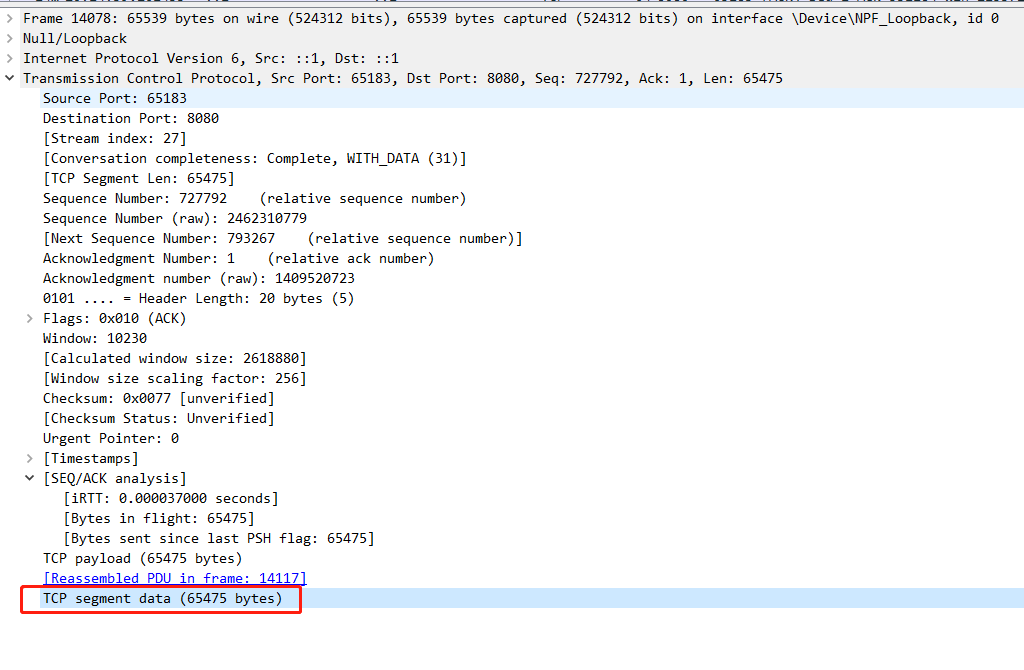 Frame 14078: 65539 bytes on wire (524312 bits), 65539 bytes captured (524312 bits) on interface \Device\NPF_Loopback, id 0
Null/Loopback
Internet Protocol Version 6, Src: ::1, Dst: ::1
Transmission Control Protocol, Src Port: 65183, Dst Port: 8080, Seq: 727792, Ack: 1, Len: 65475
Source Port: 65183
Destination Port: 8080
[Stream index: 27]
[Conversation completeness: Complete, WITH_DATA (31)]
[TCP Segment Len: 65475]
Sequence Number: 727792    (relative sequence number)
Sequence Number (raw): 2462310779
[Next Sequence Number: 793267    (relative sequence number)]
Acknowledgment Number: 1    (relative ack number)
Acknowledgment number (raw): 1409520723
0101 .... = Header Length: 20 bytes (5)
Flags: 0x010 (ACK)
Window: 10230
[Calculated window size: 2618880]
[Window size scaling factor: 256]
Checksum: 0x0077 [unverified]
[Checksum Status: Unverified]
Urgent Pointer: 0
[Timestamps]
[SEQ/ACK analysis]
[iRTT: 0.000037000 seconds]
[Bytes in flight: 65475]
[Bytes sent since last PSH flag: 65475]
TCP payload (65475 bytes)
[Reassembled PDU in frame: 14117]
TCP segment data (65475 bytes)